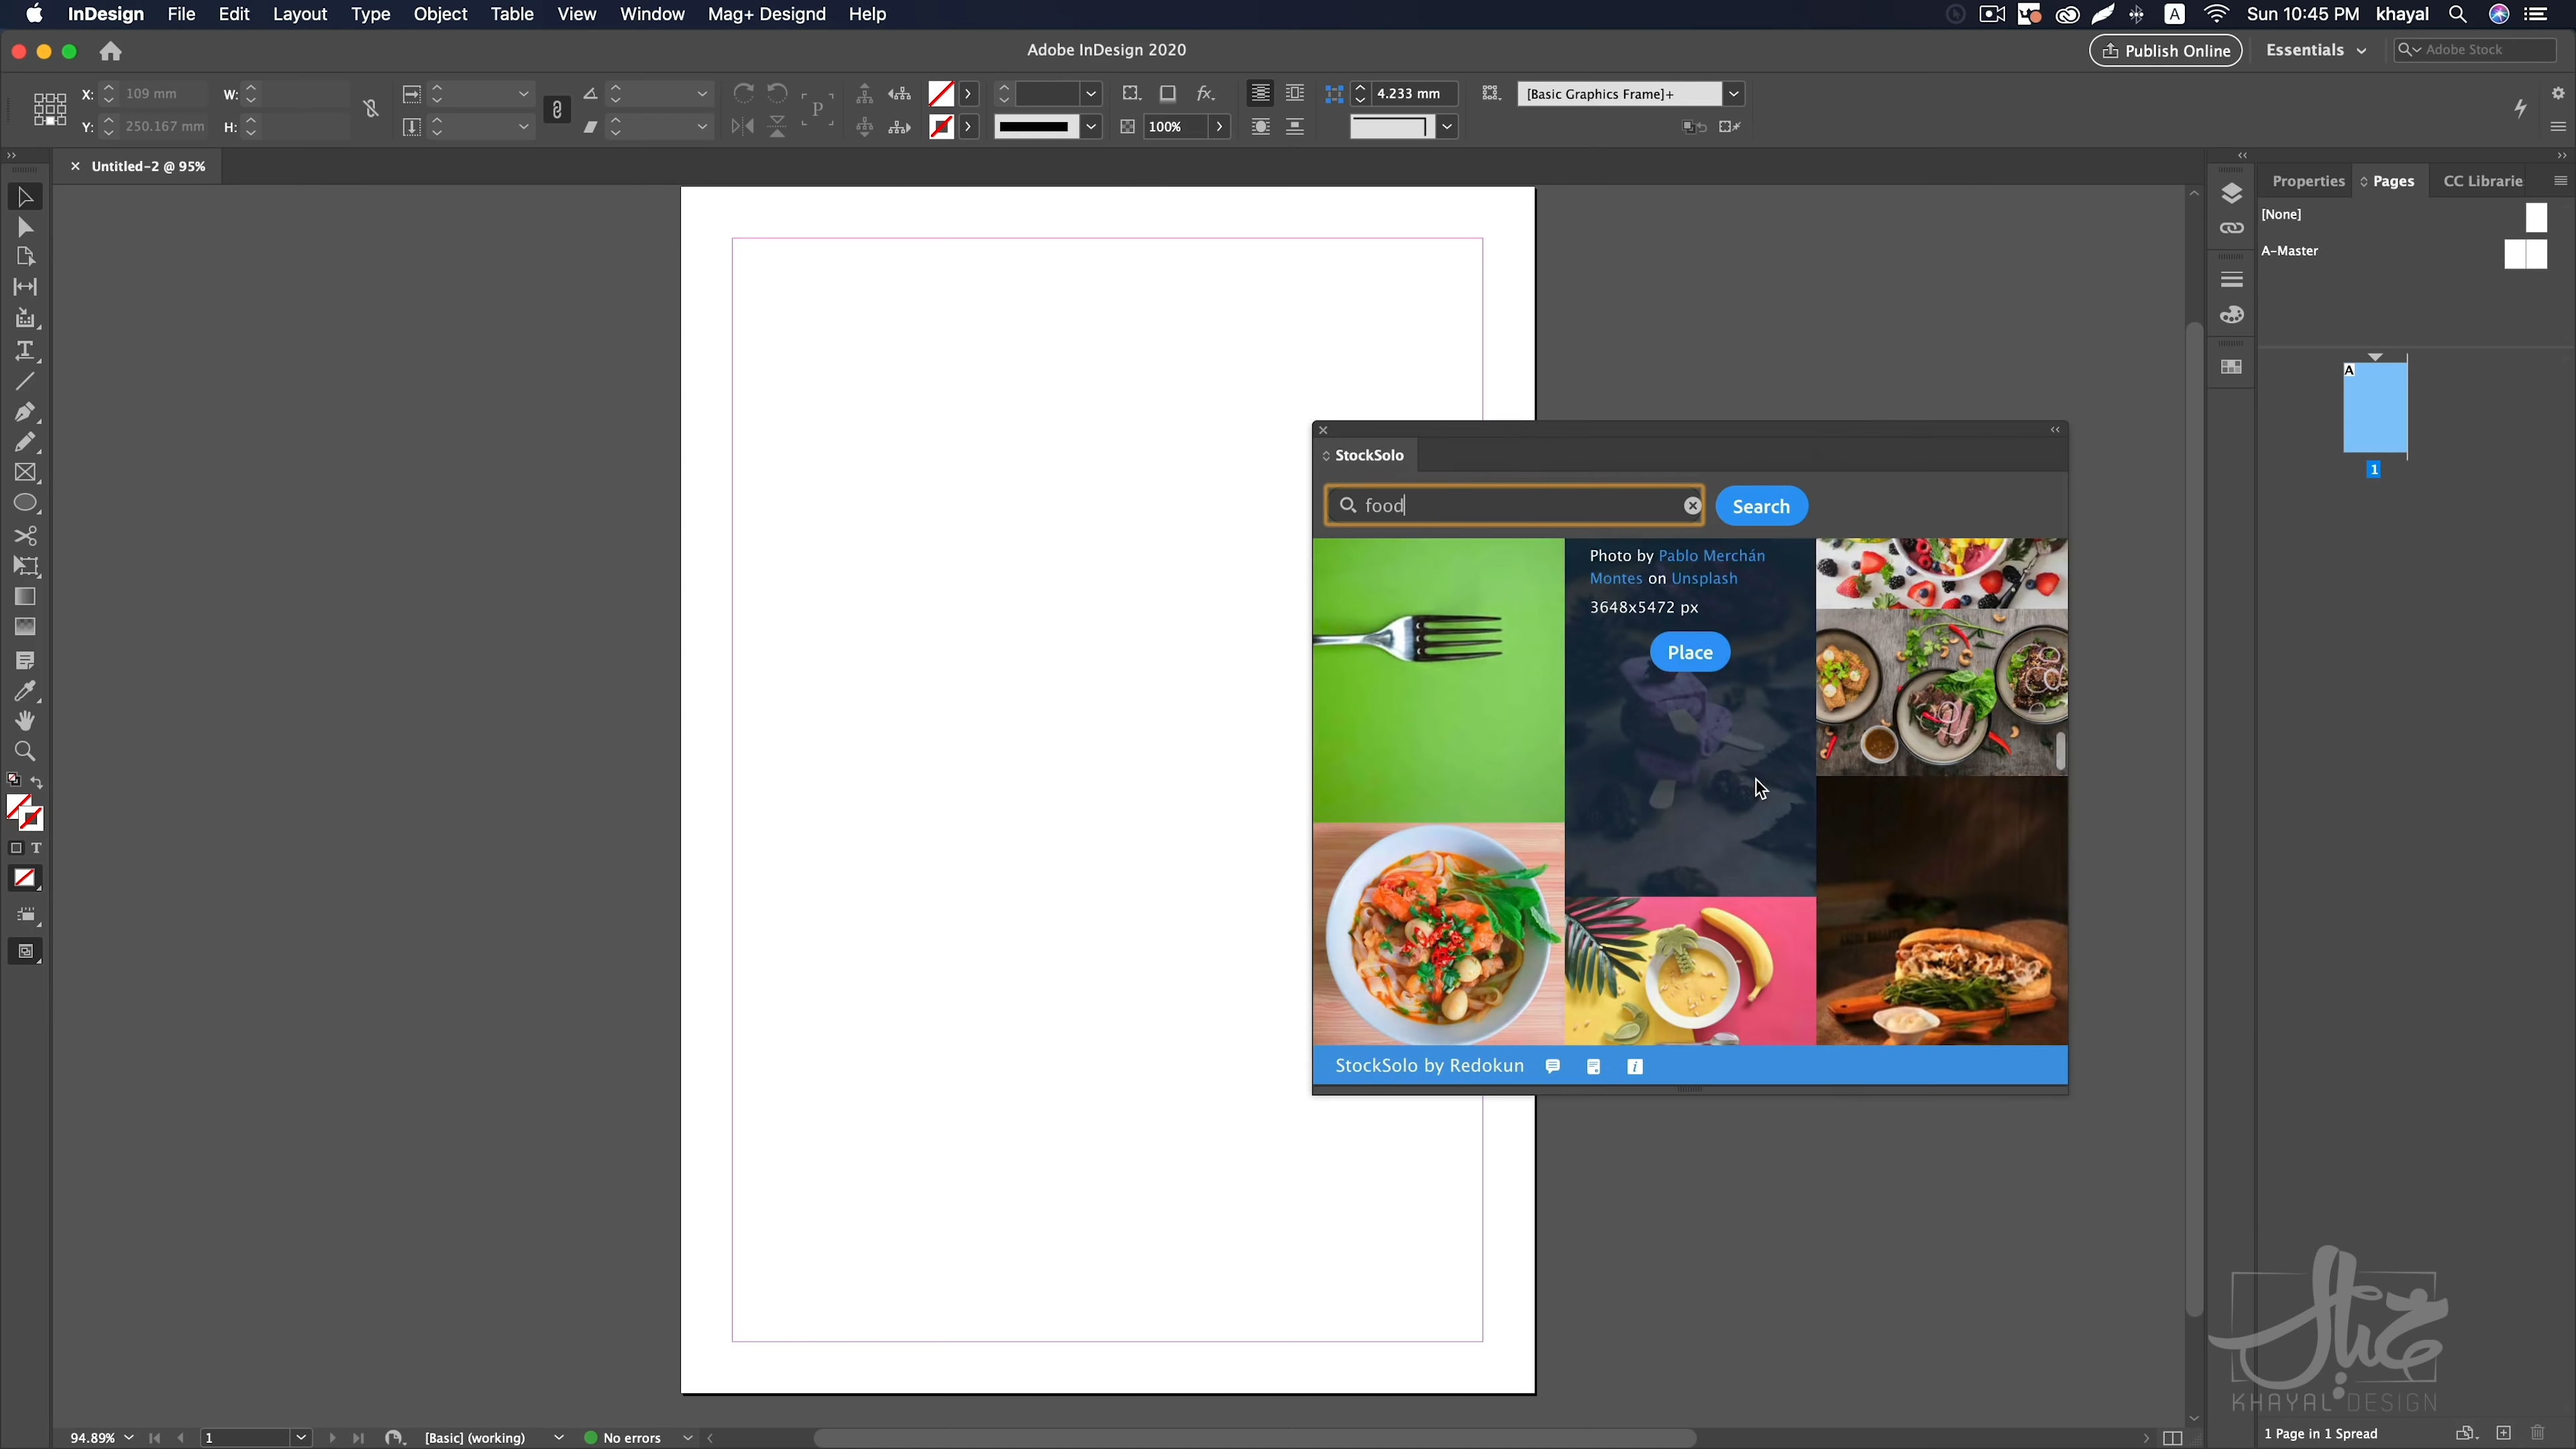 InDesign File Edit Layout Type Object Table View Window Mag+ Designd Help A Sun 10:45 PM khayal
Adobe InDesign 2020 Publish Online Essentials Adobe Stock
X: 109 mm W: 4.233 mm [Basic Graphics Frame]+
Y: 250.167 mm H: 100%
P
Untitled-2 @ 95%
Properties Pages CC Librarie
[None]
A-Master
A
1
StockSolo
food Search
Photo by Pablo Merchán
Montes on Unsplash
3648x5472 px
Place
StockSolo by Redokun
خيال
KHAYAL DESIGN
94.89% 1 [Basic] (working) No errors
1 Page in 1 Spread